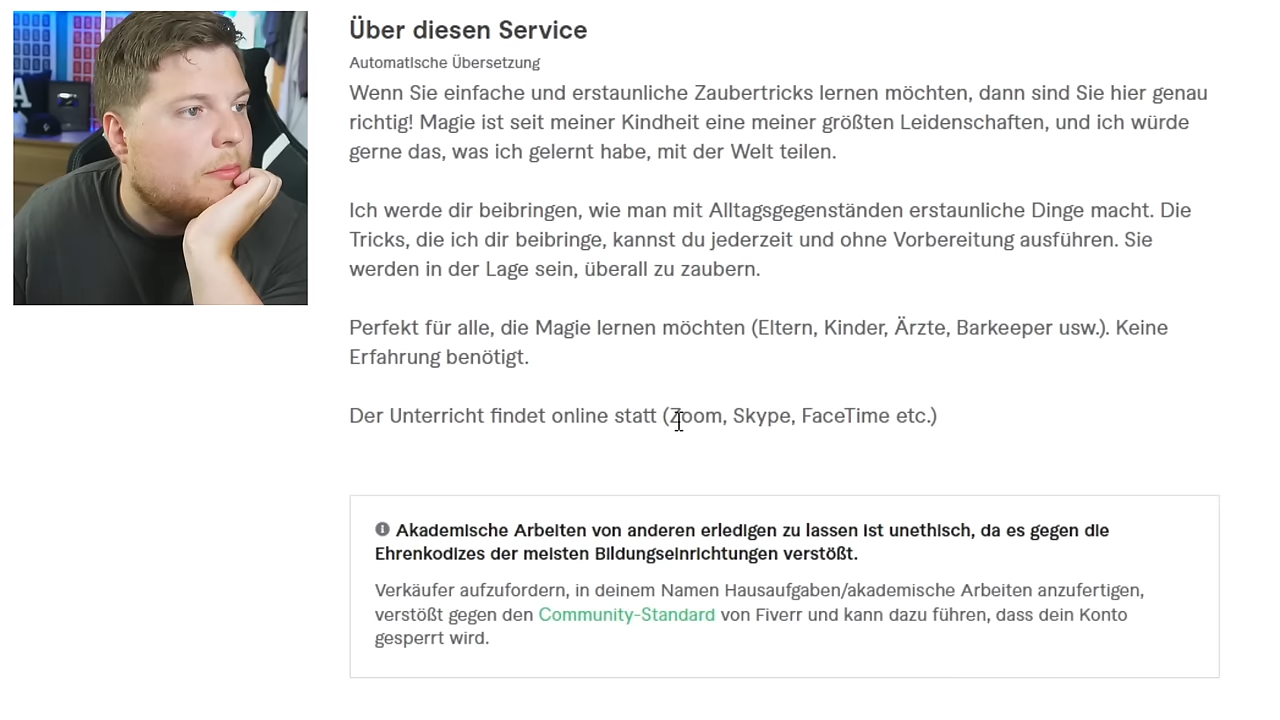 Über diesen Service
Automatische Übersetzung
Wenn Sie einfache und erstaunliche Zaubertricks lernen möchten, dann sind Sie hier genau
richtig! Magie ist seit meiner Kindheit eine meiner größten Leidenschaften, und ich würde
gerne das, was ich gelernt habe, mit der Welt teilen.
Ich werde dir beibringen, wie man mit Alltagsgegenständen erstaunliche Dinge macht. Die
Tricks, die ich dir beibringe, kannst du jederzeit und ohne Vorbereitung ausführen. Sie
werden in der Lage sein, überall zu zaubern.
Perfekt für alle, die Magie lernen möchten (Eltern, Kinder, Ärzte, Barkeeper usw.). Keine
Erfahrung benötigt.
Der Unterricht findet online statt (Zoom, Skype, FaceTime etc.)
Akademische Arbeiten von anderen erledigen zu lassen ist unethisch, da es gegen die
Ehrenkodizes der meisten Bildungseinrichtungen verstößt.
Verkäufer aufzufordern, in deinem Namen Hausaufgaben/akademische Arbeiten anzufertigen,
verstößt gegen den Community-Standard von Fiverr und kann dazu führen, dass dein Konto
gesperrt wird.